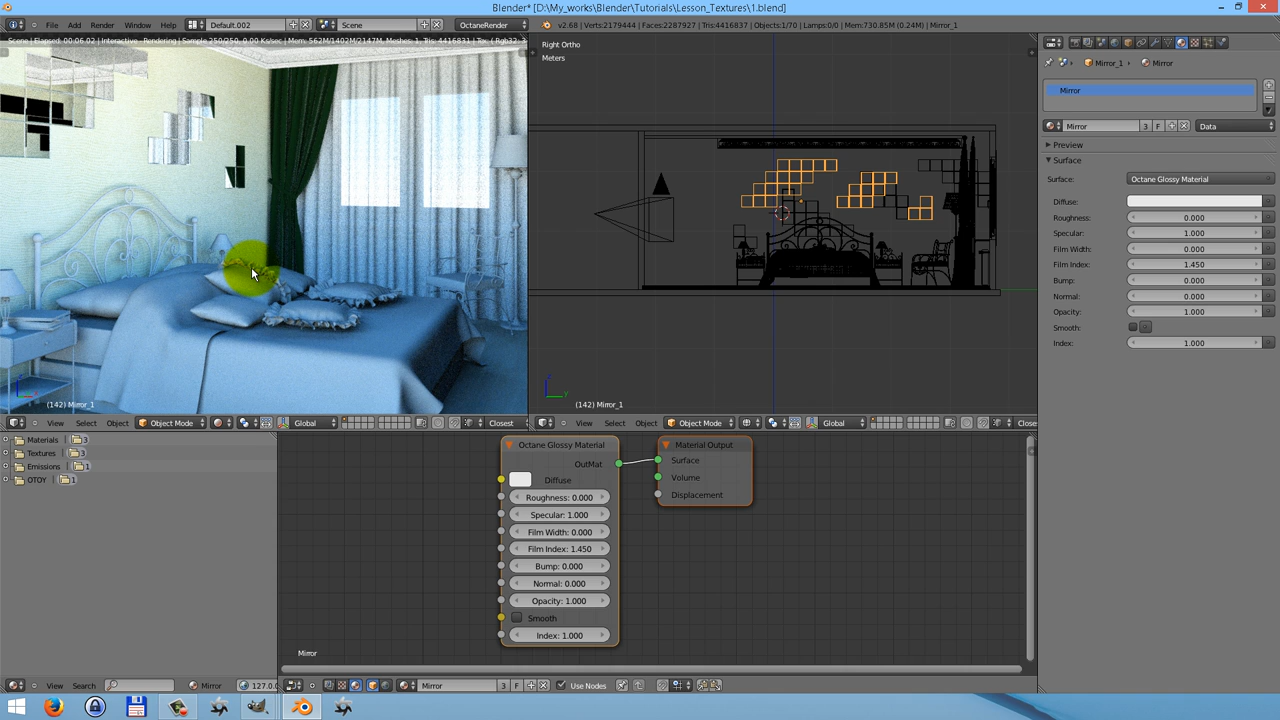 Blender* [D:\My_works\Blender\Tutorials\Lesson_Textures\1.blend]
File Add Render Window Help Default.002 Scene OctaneRender
v2.68 | Verts:2179444 | Faces:2287927 | Tris:4416837 | Objects:1/70 | Lamps:0/0 | Mem:730.85M (0.24M) | Mirror_1
Scene | Elapsed: 00:06.02 | Interactive - Rendering | Sample 250/250, 0.00 Ks/sec | Mem: 562M/1402M/2147M, Meshes: 1, Tris: 4416831 | Tex: ( Rgb32: 3
Right Ortho
Meters
Mirror_1 Mirror
Mirror
Mirror 3 F Data
Preview
Surface
Surface: Octane Glossy Material
Diffuse:
Roughness: 0.000
Specular: 1.000
Film Width: 0.000
Film Index: 1.450
Bump: 0.000
Normal: 0.000
Opacity: 1.000
Smooth:
Index: 1.000
(142) Mirror_1
(142) Mirror_1
View Select Object Object Mode Global Closest
View Select Object Object Mode Global Close
Materials 3
Textures 3
Emissions 1
OTOY 1
Octane Glossy Material
OutMat
Diffuse
Roughness: 0.000
Specular: 1.000
Film Width: 0.000
Film Index: 1.450
Bump: 0.000
Normal: 0.000
Opacity: 1.000
Smooth
Index: 1.000
Material Output
Surface
Volume
Displacement
Mirror
View Search Mirror 127.0.
Mirror 3 F Use Nodes